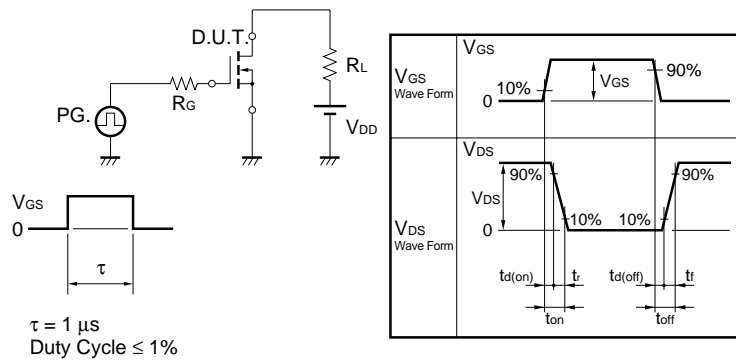 D.U.T.
RL
RG
PG.
VDD
VGS
0
τ
τ = 1 μs
Duty Cycle ≤ 1%
VGS
Wave Form
VGS
10%
VGS
90%
0
VDS
Wave Form
VDS
90%
VDS
10%
10%
90%
0
td(on)
tr
td(off)
tf
ton
toff